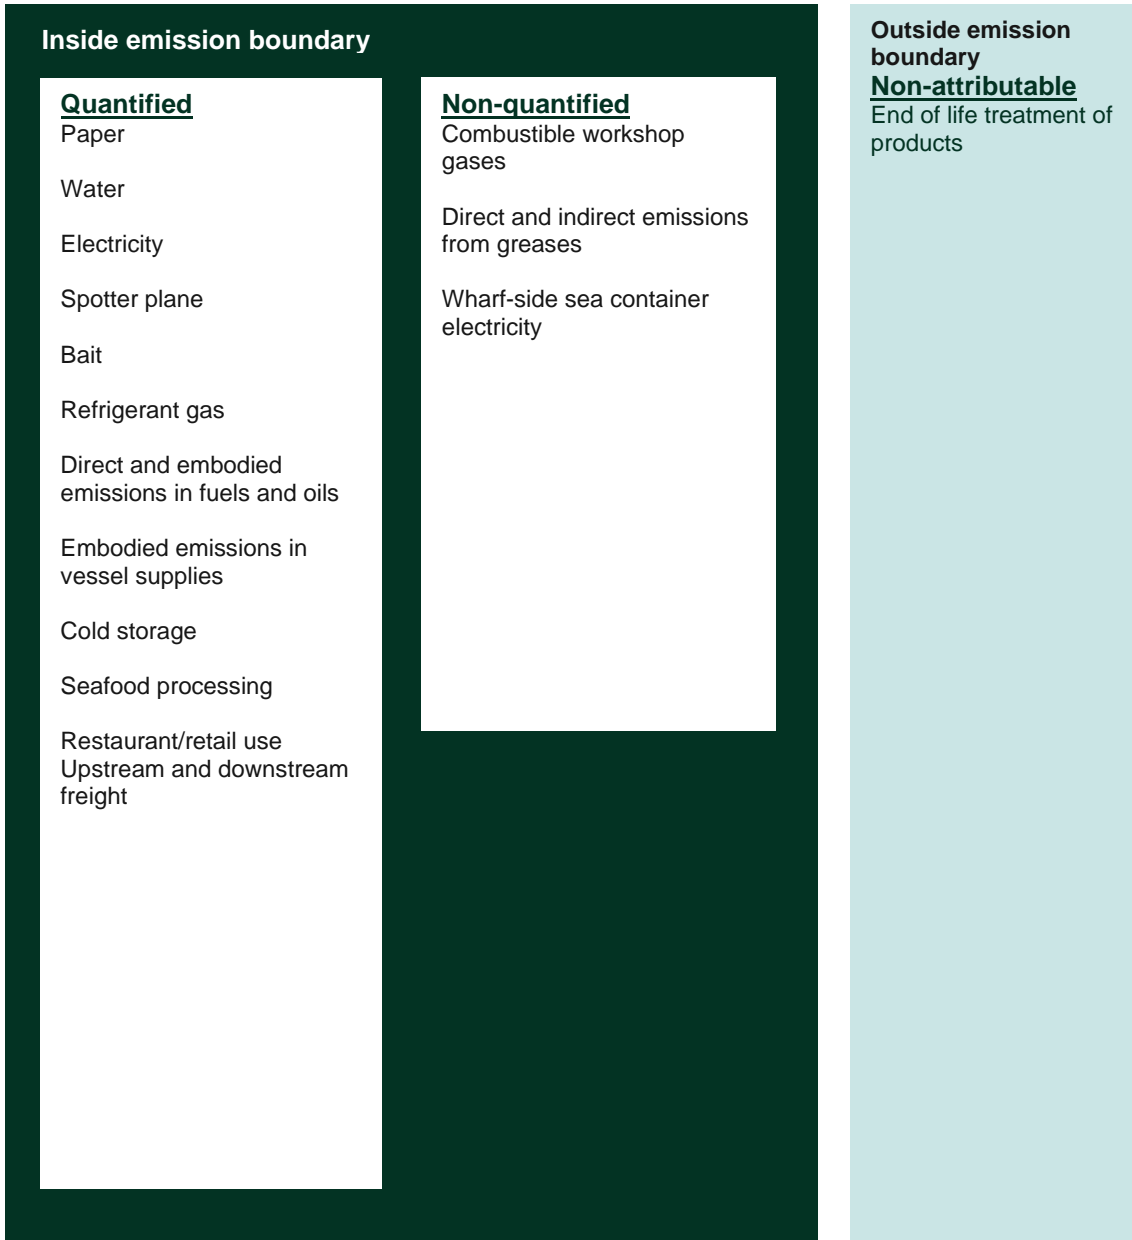 Inside emission boundary
Quantified
Paper
Water
Electricity
Spotter plane
Bait
Refrigerant gas
Direct and embodied
emissions in fuels and oils
Embodied emissions in
vessel supplies
Cold storage
Seafood processing
Restaurant/retail use
Upstream and downstream
freight
Non-quantified
Combustible workshop
gases
Direct and indirect emissions
from greases
Wharf-side sea container
electricity
Outside emission
boundary
Non-attributable
End of life treatment of
products